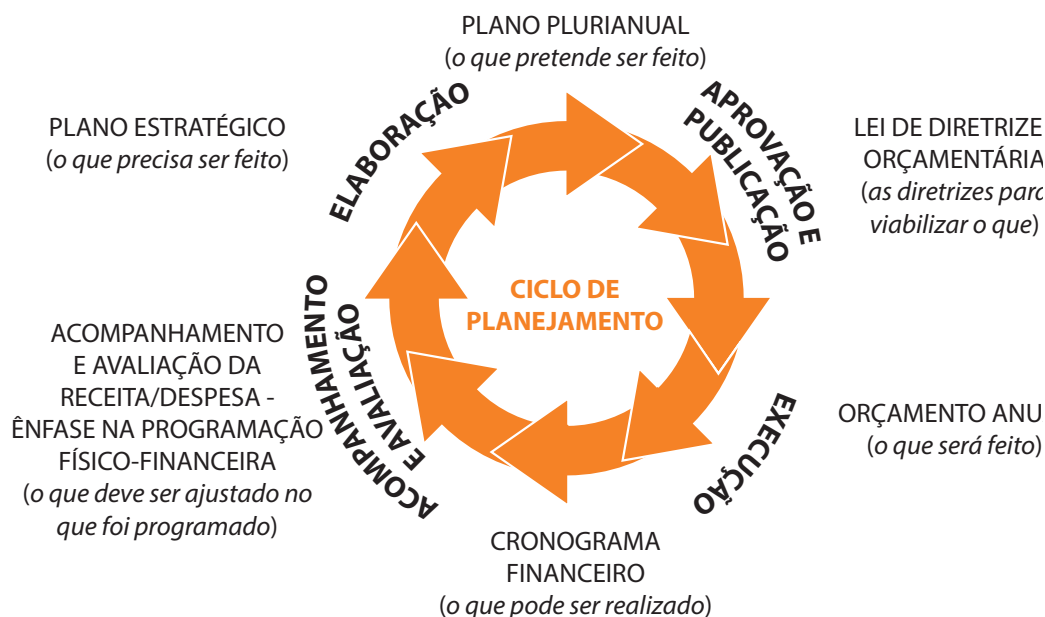 PLANO PLURIANUAL
(o que pretende ser feito)
ELABORAÇÃO
APROVAÇÃO E
PUBLICAÇÃO
PLANO ESTRATÉGICO
(o que precisa ser feito)
LEI DE DIRETRIZE
ORÇAMENTÁRIA
(as diretrizes para
viabilizar o que)
CICLO DE
PLANEJAMENTO
ACOMPANHAMENTO
E AVALIAÇÃO
ACOMPANHAMENTO
E AVALIAÇÃO DA
RECEITA/DESPESA -
ÊNFASE NA PROGRAMAÇÃO
FÍSICO-FINANCEIRA
(o que deve ser ajustado no
que foi programado)
EXECUÇÃO
ORÇAMENTO ANU
(o que será feito)
CRONOGRAMA
FINANCEIRO
(o que pode ser realizado)